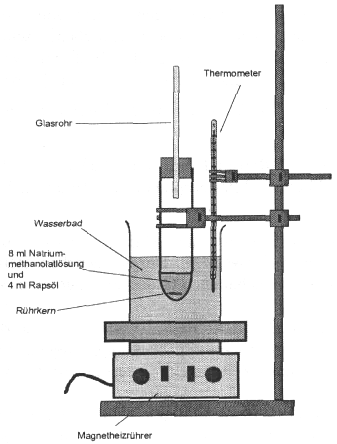 Thermometer
Glasrohr
Wasserbad
8 ml Natrium-
methanolatlösung
und
4 ml Rapsöl
Rührkern
Magnetheizrührer